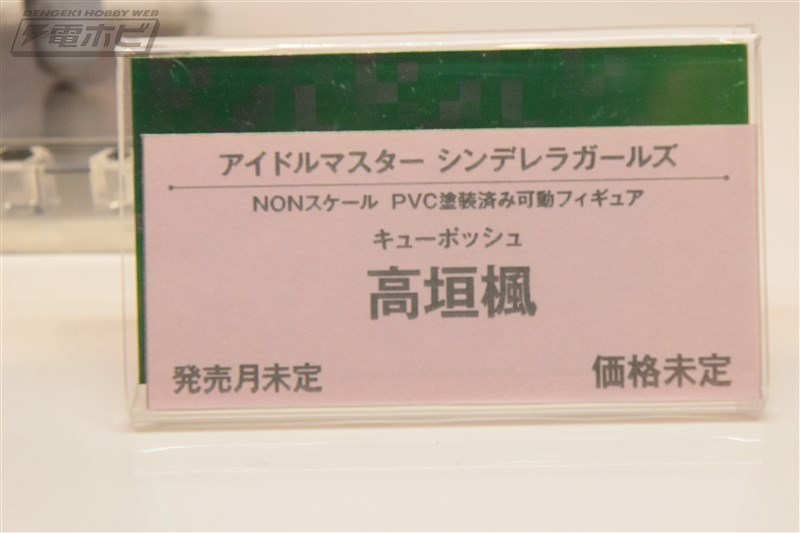 DENGEKI HOBBY WEB
電ホビ
アイドルマスター シンデレラガールズ
NONスケール PVC塗装済み可動フィギュア
キューポッシュ
高垣楓
発売月未定
価格未定